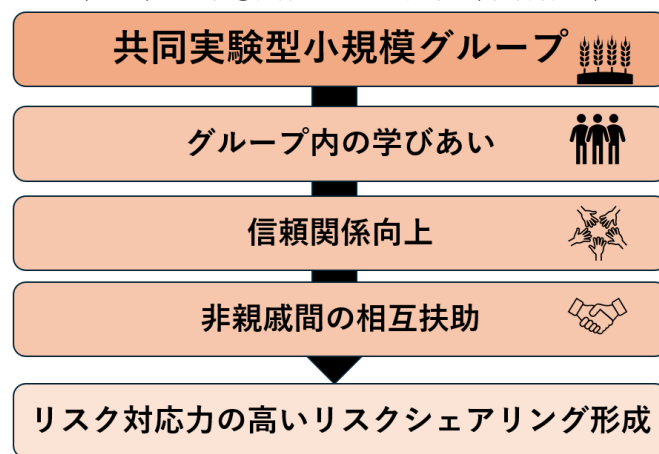 共同実験型小規模グループ
グループ内の学びあい
信頼関係向上
非親戚間の相互扶助
リスク対応力の高いリスクシェアリング形成